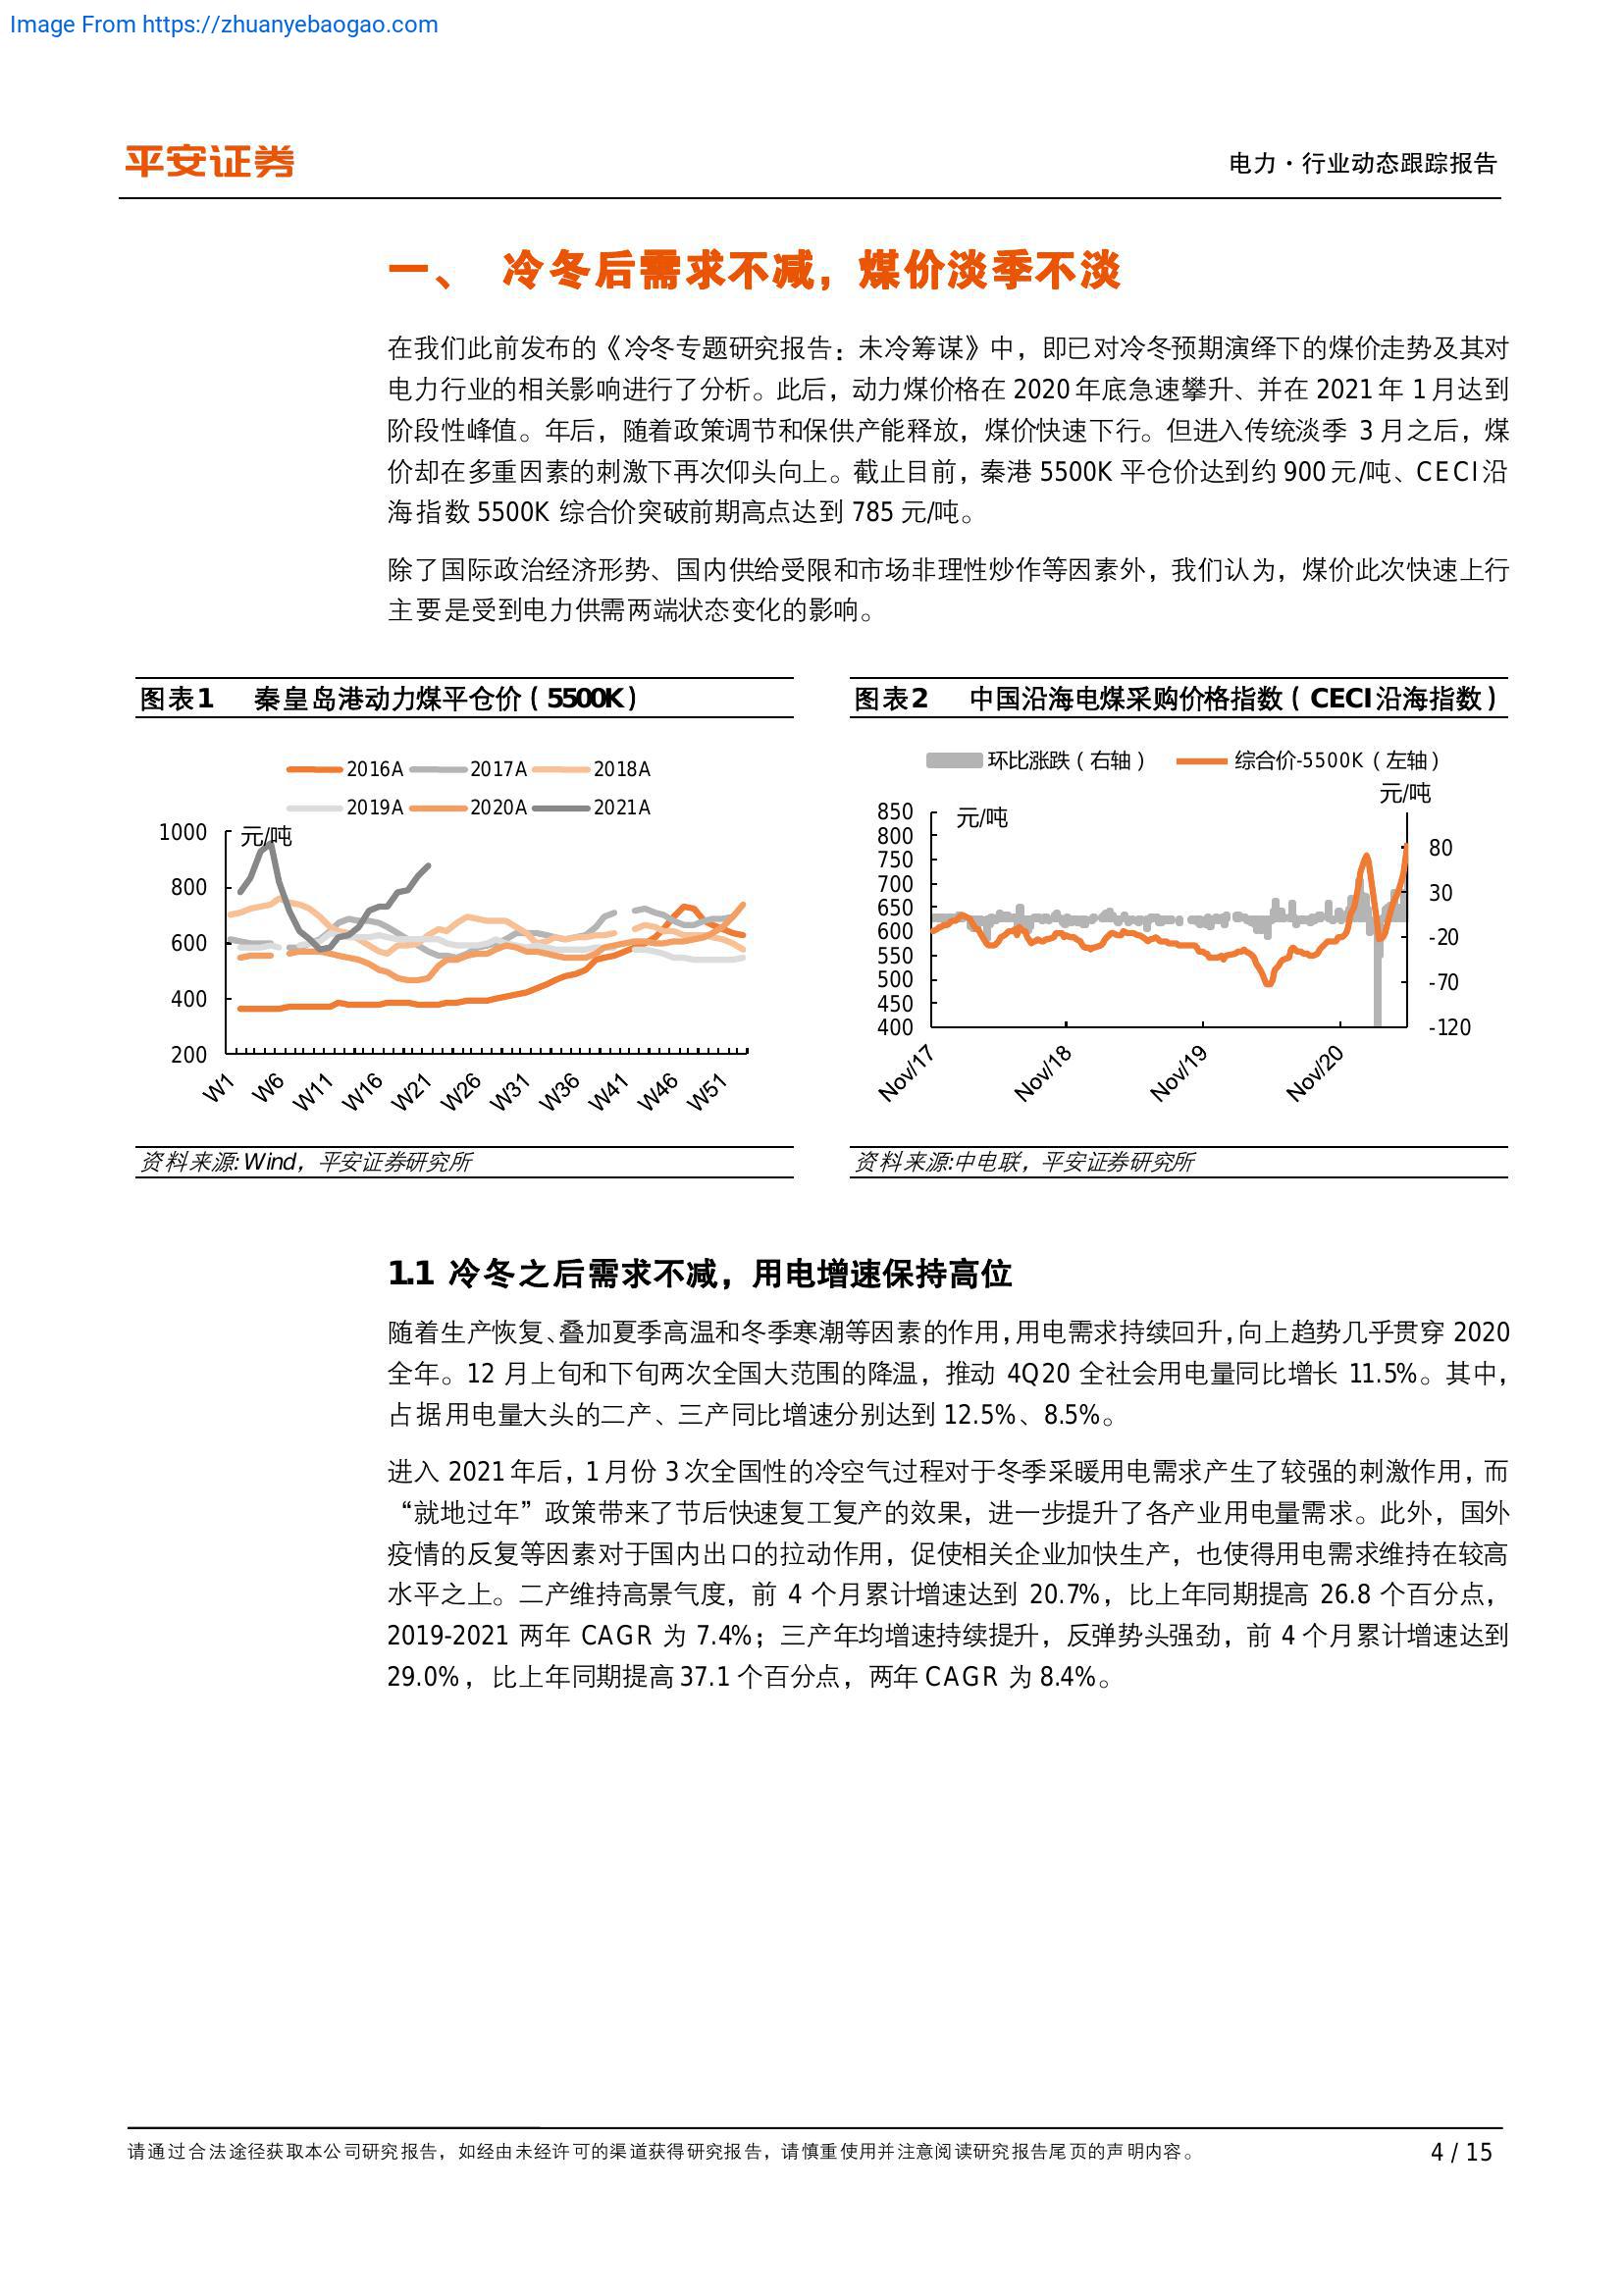 Image From https://zhuanyebaogao.com
平安证券
电力·行业动态跟踪报告
一、 冷冬后需求不减，煤价淡季不淡
在我们此前发布的《冷冬专题研究报告：未冷筹谋》中，即已对冷冬预期演绎下的煤价走势及其对
电力行业的相关影响进行了分析。此后，动力煤价格在 2020 年底急速攀升、并在 2021 年 1 月达到
阶段性峰值。年后，随着政策调节和保供产能释放，煤价快速下行。但进入传统淡季 3 月之后，煤
价却在多重因素的刺激下再次仰头向上。截止目前，秦港 5500K 平仓价达到约 900 元/吨、CECI 沿
海指数 5500K 综合价突破前期高点达到 785 元/吨。
除了国际政治经济形势、国内供给受限和市场非理性炒作等因素外，我们认为，煤价此次快速上行
主要是受到电力供需两端状态变化的影响。
图表1 秦皇岛港动力煤平仓价（5500K）
2016A 2017A 2018A
2019A 2020A 2021A
元/吨
1000
800
600
400
200
W1 W6 W11 W16 W21 W26 W31 W36 W41 W46 W51
资料来源:Wind，平安证券研究所
图表2 中国沿海电煤采购价格指数（CECI 沿海指数）
环比涨跌（右轴） 综合价-5500K（左轴）
元/吨
元/吨
850
800
750
700
650
600
550
500
450
400
80
30
-20
-70
-120
Nov/17 Nov/18 Nov/19 Nov/20
资料来源:中电联，平安证券研究所
1.1 冷冬之后需求不减，用电增速保持高位
随着生产恢复、叠加夏季高温和冬季寒潮等因素的作用，用电需求持续回升，向上趋势几乎贯穿 2020
全年。12 月上旬和下旬两次全国大范围的降温，推动 4Q20 全社会用电量同比增长 11.5%。其中，
占据用电量大头的二产、三产同比增速分别达到 12.5%、8.5%。
进入 2021 年后，1 月份 3 次全国性的冷空气过程对于冬季采暖用电需求产生了较强的刺激作用，而
“就地过年”政策带来了节后快速复工复产的效果，进一步提升了各产业用电量需求。此外，国外
疫情的反复等因素对于国内出口的拉动作用，促使相关企业加快生产，也使得用电需求维持在较高
水平之上。二产维持高景气度，前 4 个月累计增速达到 20.7%，比上年同期提高 26.8 个百分点，
2019-2021 两年 CAGR 为 7.4%；三产年均增速持续提升，反弹势头强劲，前 4 个月累计增速达到
29.0%，比上年同期提高 37.1 个百分点，两年 CAGR 为 8.4%。
请通过合法途径获取本公司研究报告，如经由未经许可的渠道获得研究报告，请慎重使用并注意阅读研究报告尾页的声明内容。
4 / 15